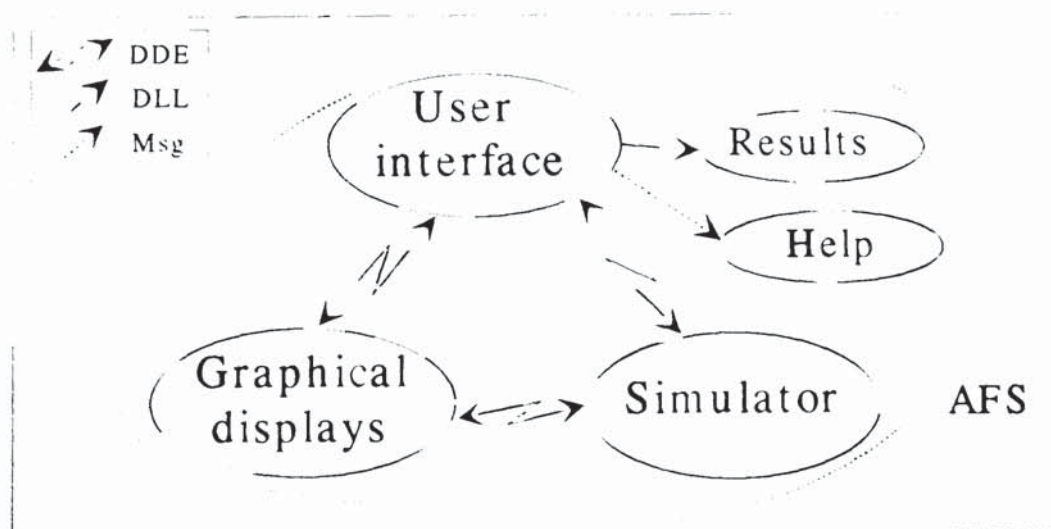 DDE
DLL
Msg
User
interface
Results
Help
Graphical
displays
Simulator
AFS